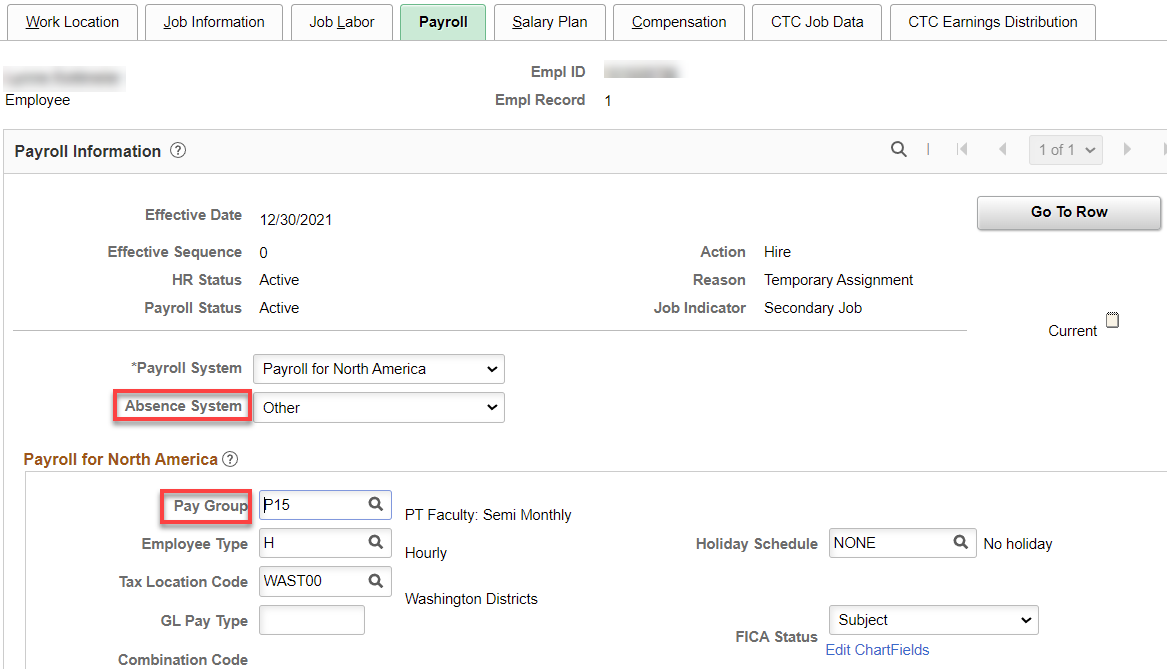 Work Location Job Information Job Labor Payroll Salary Plan Compensation CTC Job Data CTC Earnings Distribution
Empl ID
Employee Empl Record 1
Payroll Information ? 1 of 1
Effective Date 12/30/2021 Go To Row
Effective Sequence 0 Action Hire
HR Status Active Reason Temporary Assignment
Payroll Status Active Job Indicator Secondary Job
Current
*Payroll System Payroll for North America
Absence System Other
Payroll for North America ?
Pay Group P15 PT Faculty: Semi Monthly
Employee Type H Hourly Holiday Schedule NONE No holiday
Tax Location Code WAST00 Washington Districts
GL Pay Type FICA Status Subject
Edit ChartFields
Combination Code